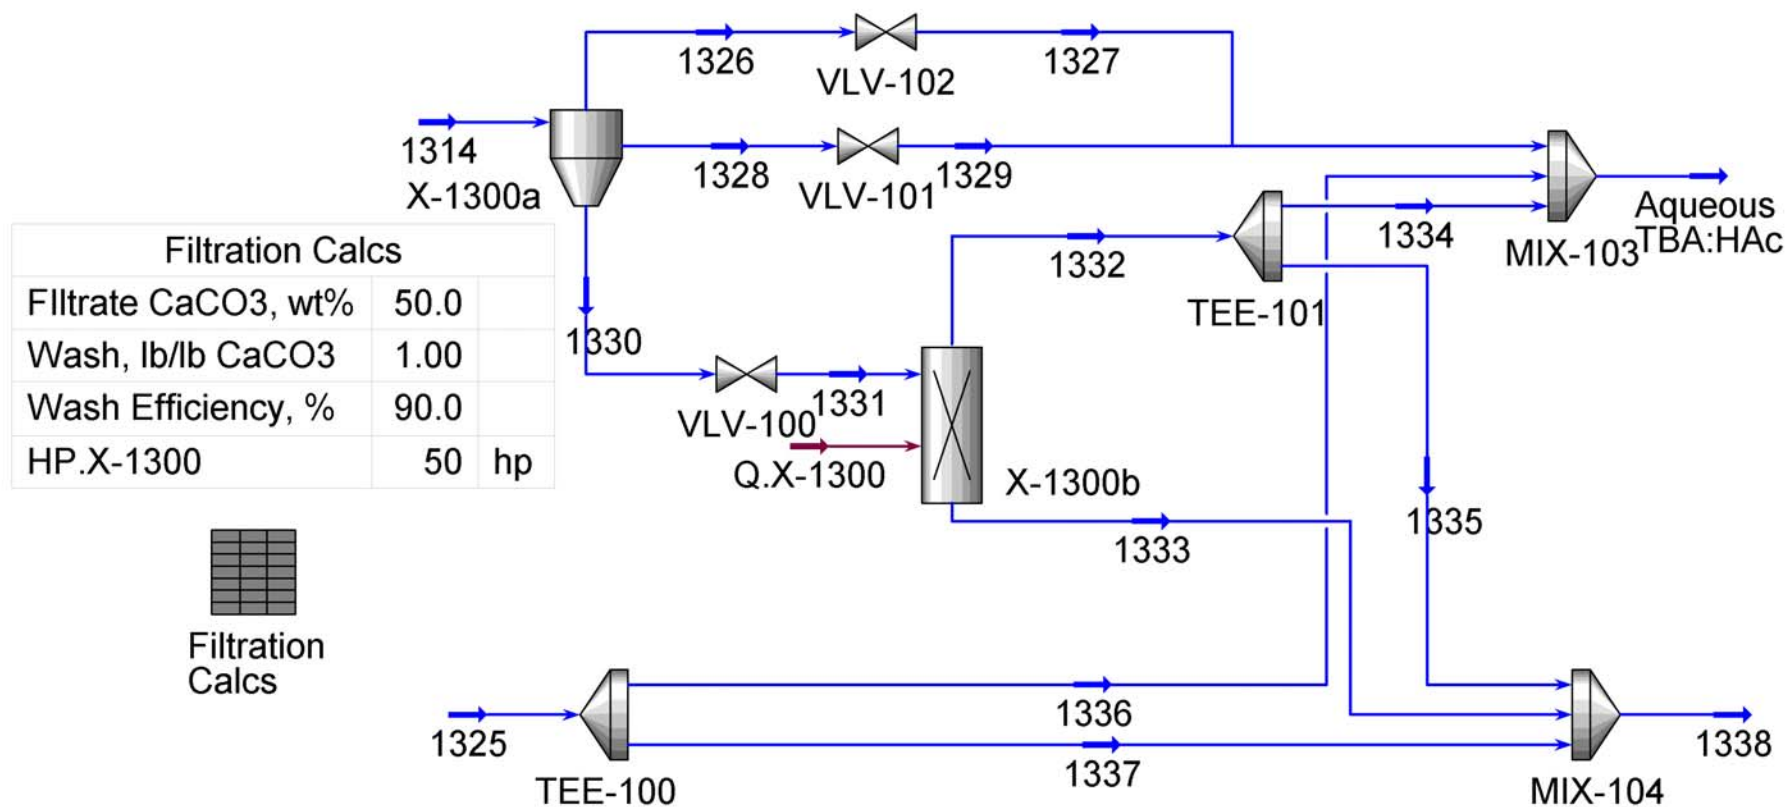 1326
VLV-102
1327
1314
X-1300a
1328
VLV-101
1329
1334
MIX-103
Aqueous
TBA:HAc
1332
TEE-101
Filtration Calcs
FIltrate CaCO3, wt% 50.0
Wash, lb/lb CaCO3 1.00
Wash Efficiency, % 90.0
HP.X-1300 50 hp
1330
VLV-100
1331
Q.X-1300
X-1300b
1333
1335
Filtration
Calcs
1325
TEE-100
1336
1337
MIX-104
1338